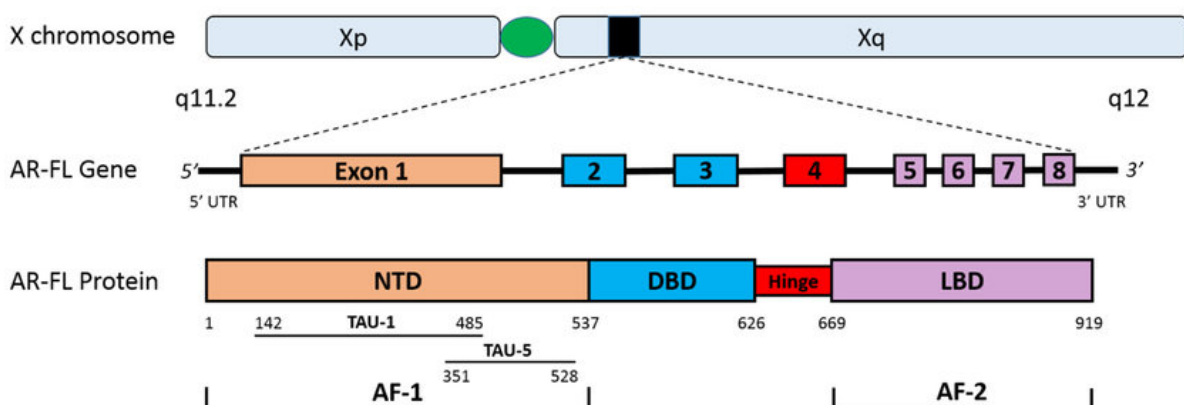 X chromosome Xp Xq
q11.2 q12
AR-FL Gene 5’ Exon 1 2 3 4 5 6 7 8 3’
5’ UTR 3’ UTR
AR-FL Protein NTD DBD Hinge LBD
1 142 TAU-1 485 537 626 669 919
TAU-5
351 528
AF-1 AF-2